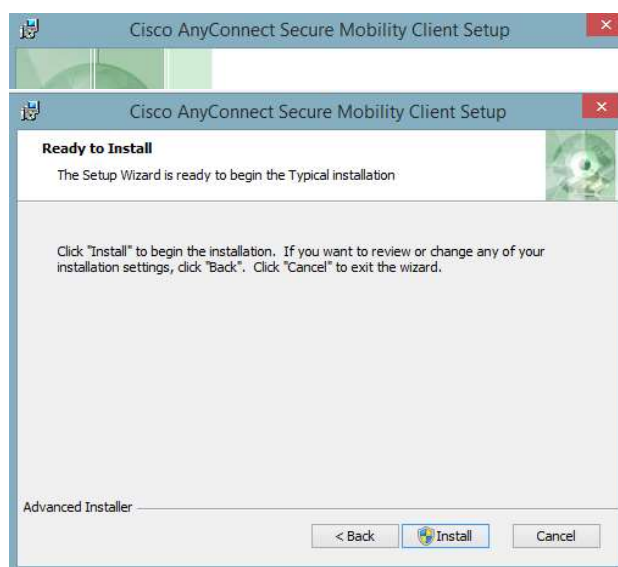 Cisco AnyConnect Secure Mobility Client Setup
Cisco AnyConnect Secure Mobility Client Setup
Ready to Install
The Setup Wizard is ready to begin the Typical installation
Click "Install" to begin the installation. If you want to review or change any of your
installation settings, click "Back". Click "Cancel" to exit the wizard.
Advanced Installer
< Back Install Cancel